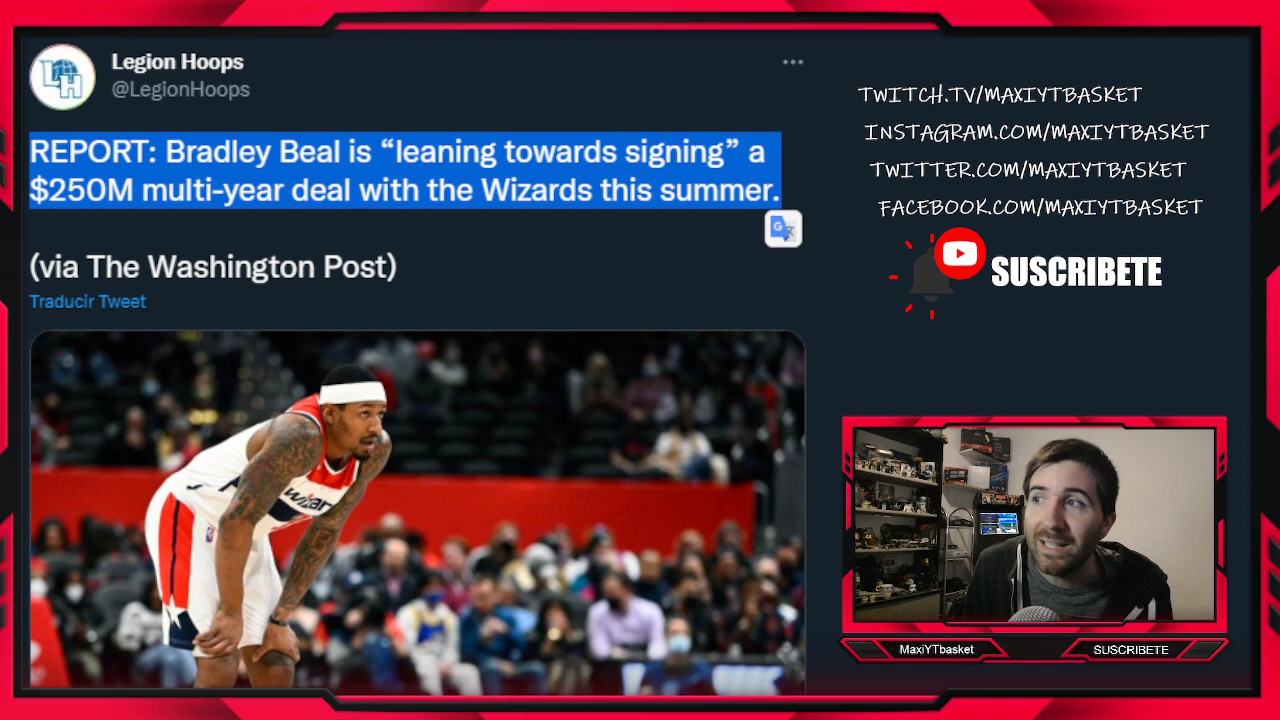 Legion Hoops
@LegionHoops
REPORT: Bradley Beal is “leaning towards signing” a
$250M multi-year deal with the Wizards this summer.
(via The Washington Post)
Traducir Tweet
TWITCH.TV/MAXIYTBASKET
INSTAGRAM.COM/MAXIYTBASKET
TWITTER.COM/MAXIYTBASKET
FACEBOOK.COM/MAXIYTBASKET
SUSCRIBETE
MaxiYTbasket
SUSCRIBETE